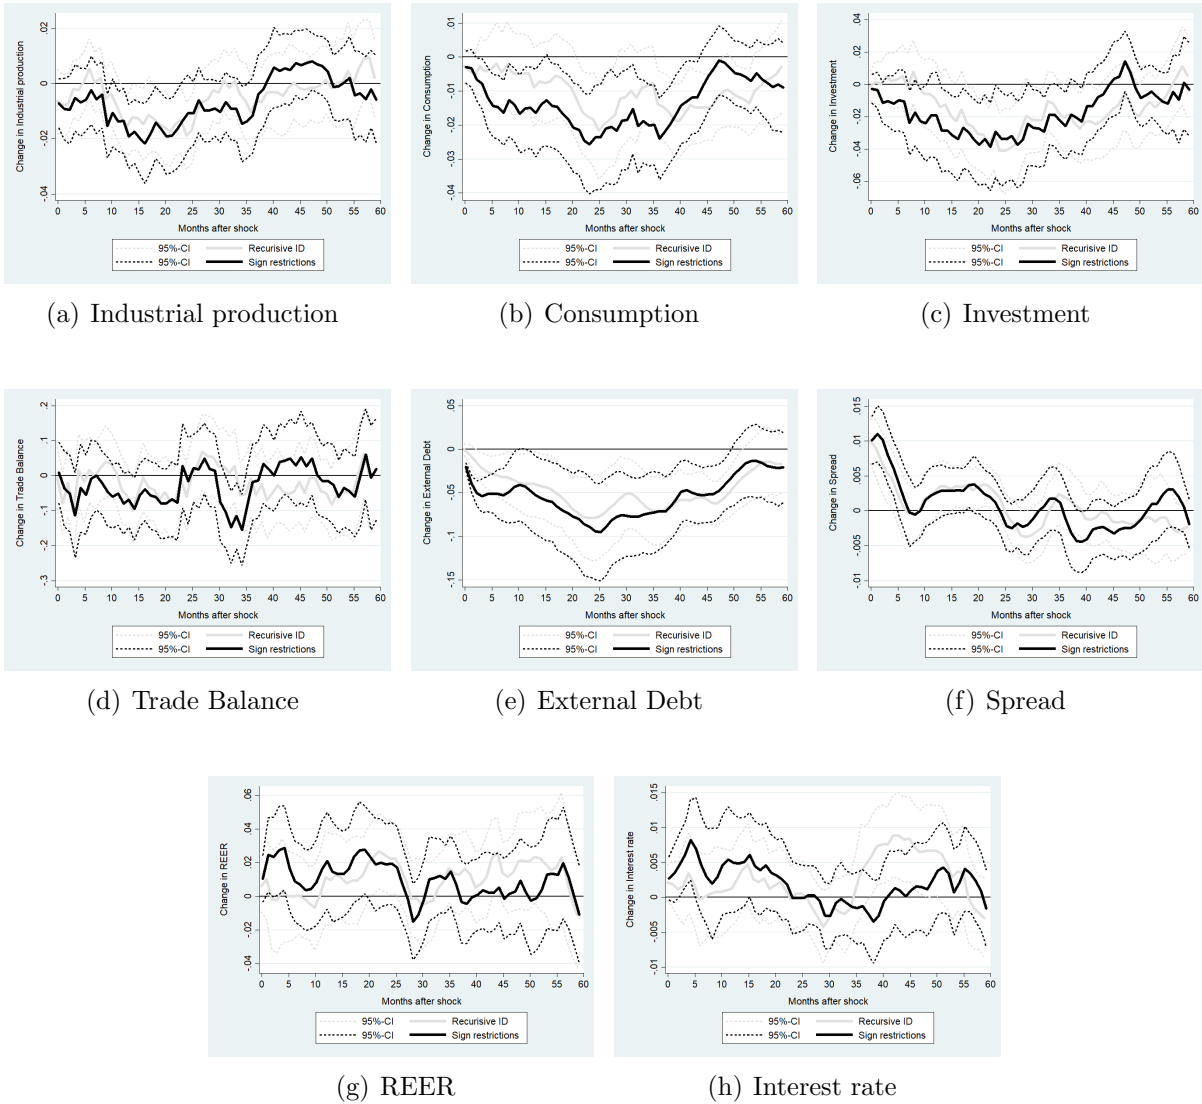 Change in Industrial production
.02
0
-.02
-.04
0 5 10 15 20 25 30 35 40 45 50 55 60
Months after shock
95%-CI Recurisive ID
95%-CI Sign restrictions
(a) Industrial production
Change in Consumption
.01
0
-.01
-.02
-.03
-.04
0 5 10 15 20 25 30 35 40 45 50 55 60
Months after shock
95%-CI Recurisive ID
95%-CI Sign restrictions
(b) Consumption
Change in Investment
.04
.02
0
-.02
-.04
-.06
0 5 10 15 20 25 30 35 40 45 50 55 60
Months after shock
95%-CI Recurisive ID
95%-CI Sign restrictions
(c) Investment
Change in Trade Balance
.2
.1
0
-.1
-.2
-.3
0 5 10 15 20 25 30 35 40 45 50 55 60
Months after shock
95%-CI Recurisive ID
95%-CI Sign restrictions
(d) Trade Balance
Change in External Debt
.05
0
-.05
-.1
-.15
0 5 10 15 20 25 30 35 40 45 50 55 60
Months after shock
95%-CI Recurisive ID
95%-CI Sign restrictions
(e) External Debt
Change in Spread
.015
.01
.005
0
-.005
-.01
0 5 10 15 20 25 30 35 40 45 50 55 60
Months after shock
95%-CI Recurisive ID
95%-CI Sign restrictions
(f) Spread
Change in REER
.06
.04
.02
0
-.02
-.04
0 5 10 15 20 25 30 35 40 45 50 55 60
Months after shock
95%-CI Recurisive ID
95%-CI Sign restrictions
(g) REER
Change in Interest rate
.015
.01
.005
0
-.005
-.01
0 5 10 15 20 25 30 35 40 45 50 55 60
Months after shock
95%-CI Recurisive ID
95%-CI Sign restrictions
(h) Interest rate